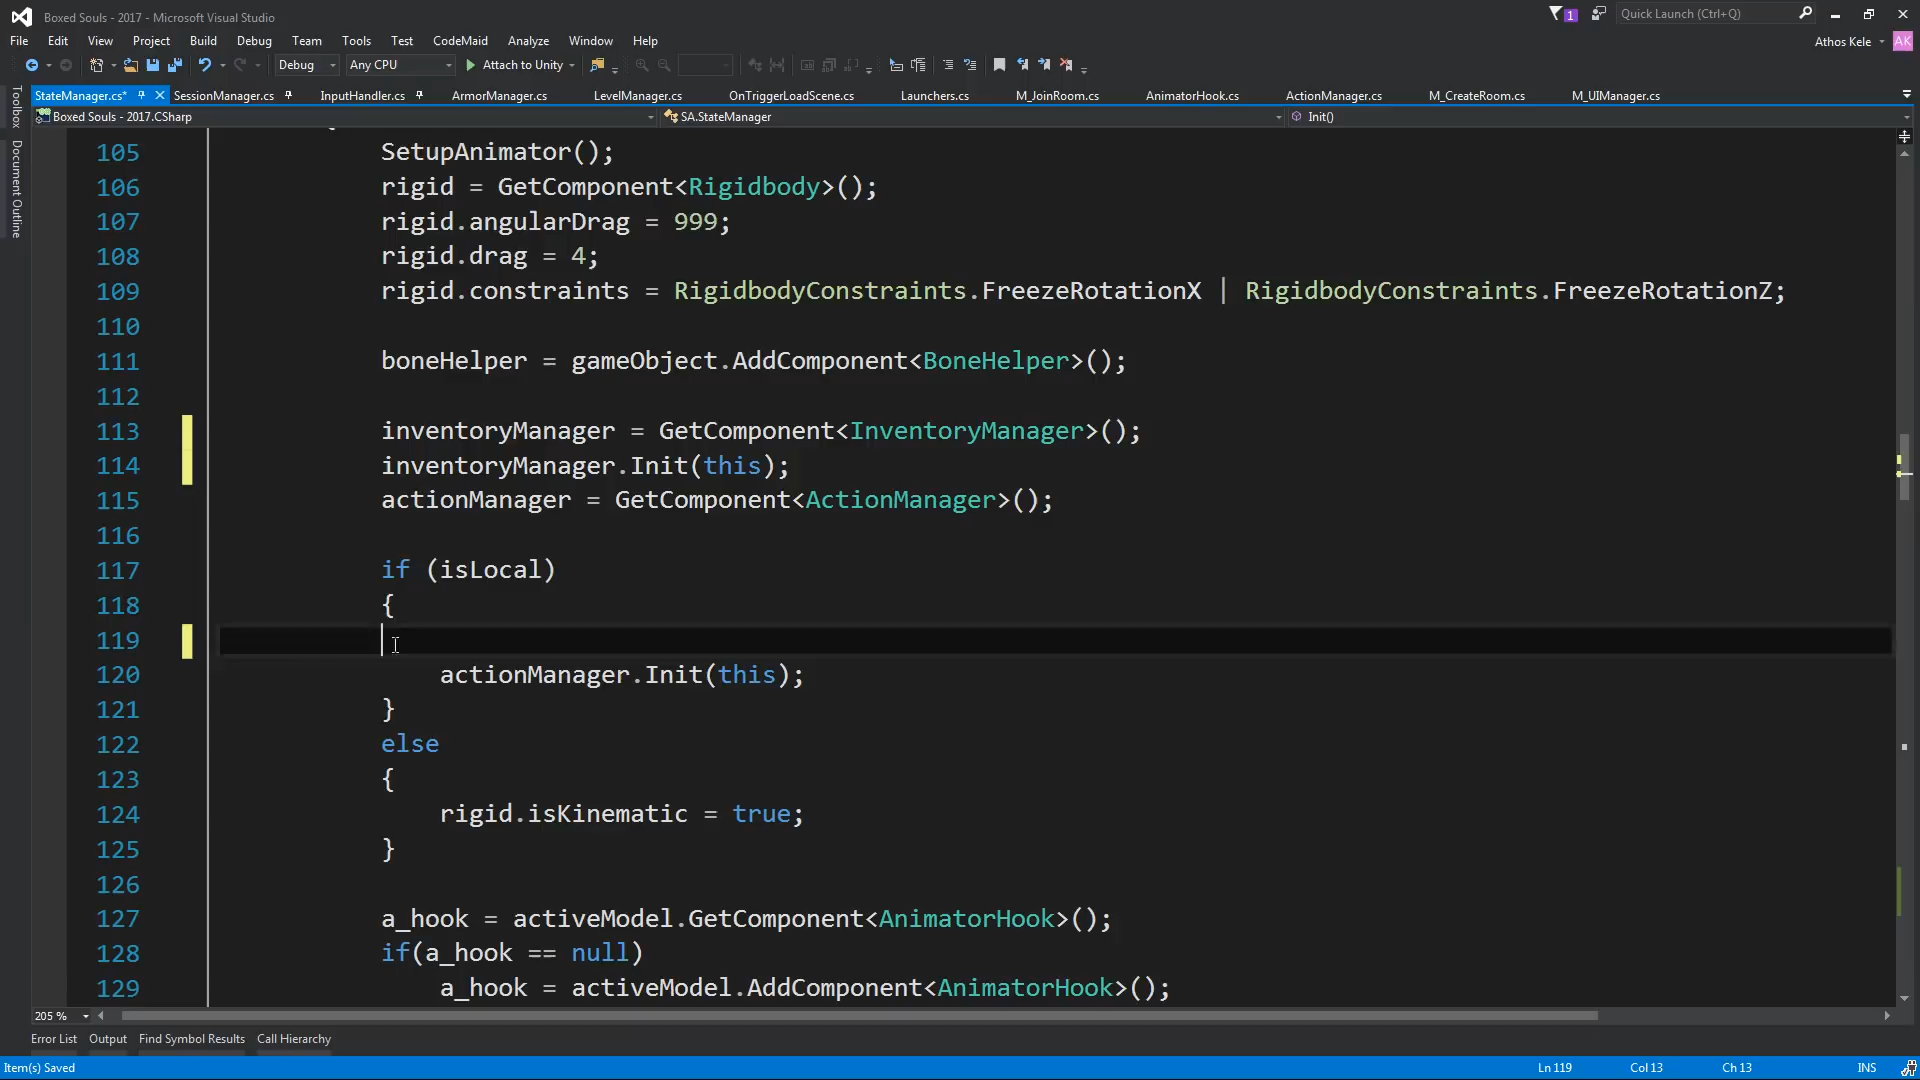 Boxed Souls - 2017 - Microsoft Visual Studio
1
Quick Launch (Ctrl+Q)
File Edit View Project Build Debug Team Tools Test CodeMaid Analyze Window Help
Athos Kele AK
Debug Any CPU Attach to Unity
StateManager.cs* SessionManager.cs InputHandler.cs ArmorManager.cs LevelManager.cs OnTriggerLoadScene.cs Launchers.cs M_JoinRoom.cs AnimatorHook.cs ActionManager.cs M_CreateRoom.cs M_UIManager.cs
Boxed Souls - 2017.CSharp SA.StateManager Init()
Toolbox
Document Outline
105 SetupAnimator();
106 rigid = GetComponent<Rigidbody>();
107 rigid.angularDrag = 999;
108 rigid.drag = 4;
109 rigid.constraints = RigidbodyConstraints.FreezeRotationX | RigidbodyConstraints.FreezeRotationZ;
110
111 boneHelper = gameObject.AddComponent<BoneHelper>();
112
113 inventoryManager = GetComponent<InventoryManager>();
114 inventoryManager.Init(this);
115 actionManager = GetComponent<ActionManager>();
116
117 if (isLocal)
118 {
119
120 actionManager.Init(this);
121 }
122 else
123 {
124 rigid.isKinematic = true;
125 }
126
127 a_hook = activeModel.GetComponent<AnimatorHook>();
128 if(a_hook == null)
129 a_hook = activeModel.AddComponent<AnimatorHook>();
205 %
Error List Output Find Symbol Results Call Hierarchy
Item(s) Saved Ln 119 Col 13 Ch 13 INS